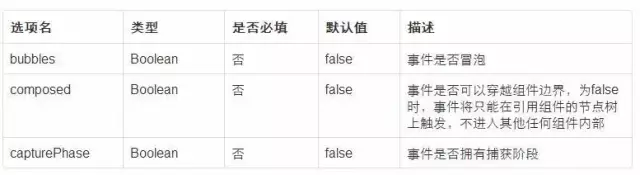 选项名 类型 是否必填 默认值 描述
bubbles Boolean 否 false 事件是否冒泡
composed Boolean 否 false 事件是否可以穿越组件边界，为false
时，事件将只能在引用组件的节点树
上触发，不进入其他任何组件内部
capturePhase Boolean 否 false 事件是否拥有捕获阶段